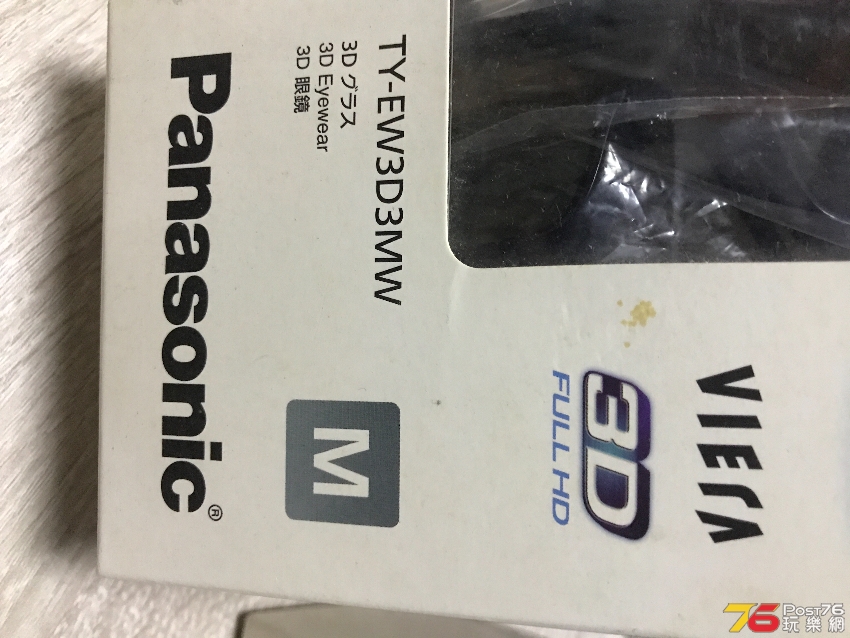 TY-EW3D3MW
3D グラス
3D Eyewear
3D 眼鏡
Panasonic®
M
VIERA
3D
FULL HD
76 POST76
玩樂網